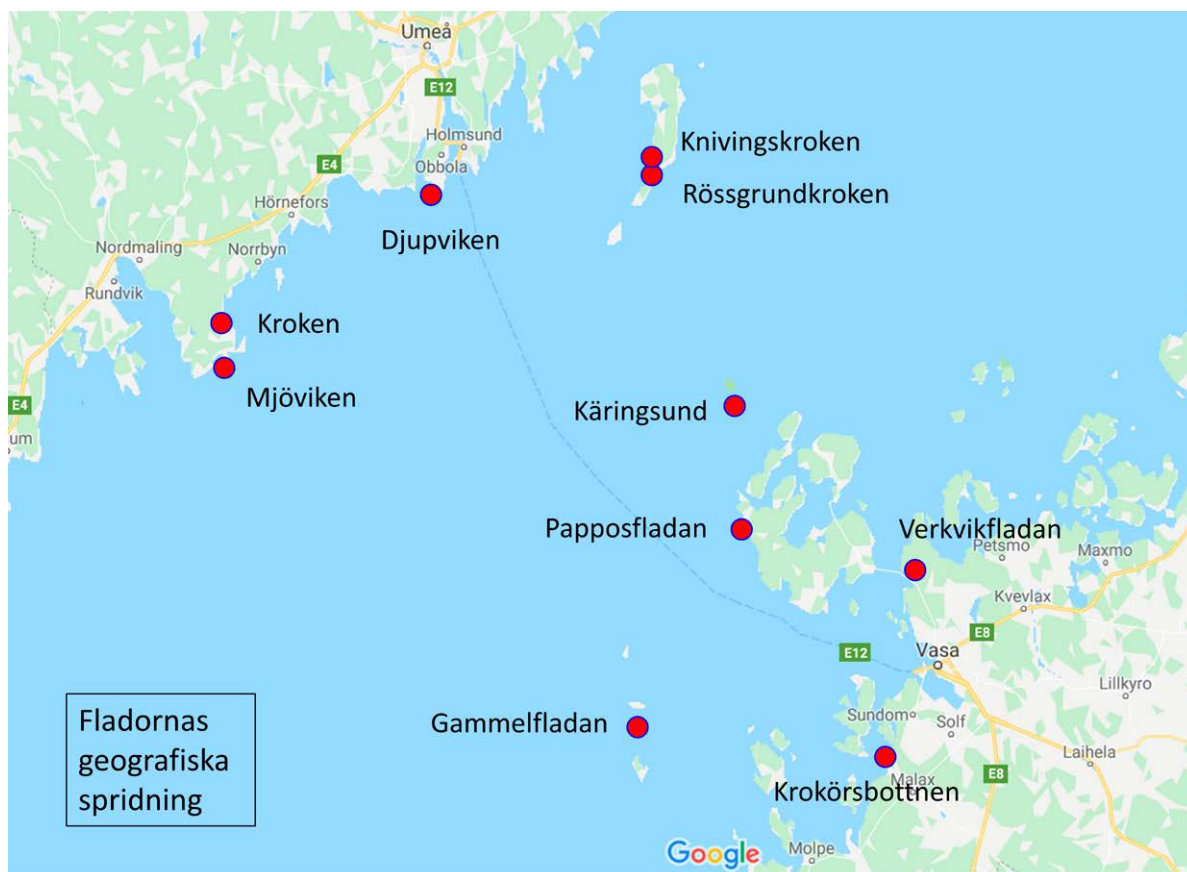 Umeå
E12
Knivingskroken
Holmsund
E4
Obbola
Rössgrundkroken
Hörnefors
Djupviken
Nordmaling
Norrbyn
Rundvik
Kroken
Mjöviken
E4
um
Käringsund
Papposfladan
Verkvikfladan
Petsmo
Maxmo
Kvevlax
E8
E12
Vasa
Lillkyro
Fladornas
geografiska
spridning
Gammelfladan
Sundom
Solf
Laihela
E8
Malax
Krokörsbottnen
Google
Molpe